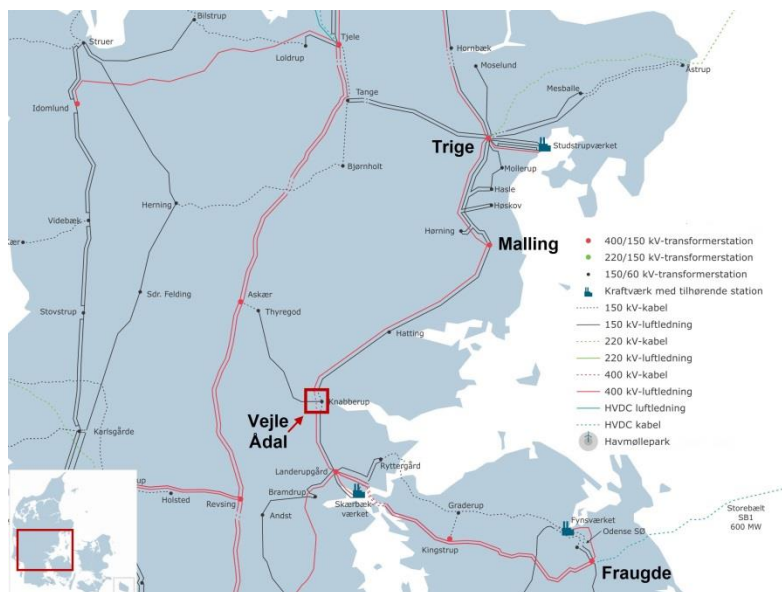 Bilstrup
Struer
Tjele
Hornbæk
Loldrup
Moselund
Astrup
Idomlund
Mesballe
Tange
Trige
Studstrupværket
Bjørnholt
Mollerup
Hasle
Herning
Høskov
Videbæk
Hørning
Malling
Askær
Sdr. Felding
Thyregod
Stovstrup
Hatting
Vejle
Ådal
Knabberup
Karlsgårde
Landerupgård
Ryttergård
Bramdrup
Skærbæk-
værket
Holsted
Revsing
Andst
Graderup
Fynsværket
Odense SØ
Kingstrup
Fraugde
Storebælt
SB1
600 MW
400/150 kV-transformerstation
220/150 kV-transformerstation
150/60 kV-transformerstation
Kraftværk med tilhørende station
150 kV-kabel
150 kV-luftledning
220 kV-kabel
220 kV-luftledning
400 kV-kabel
400 kV-luftledning
HVDC luftledning
HVDC kabel
Havmøllepark